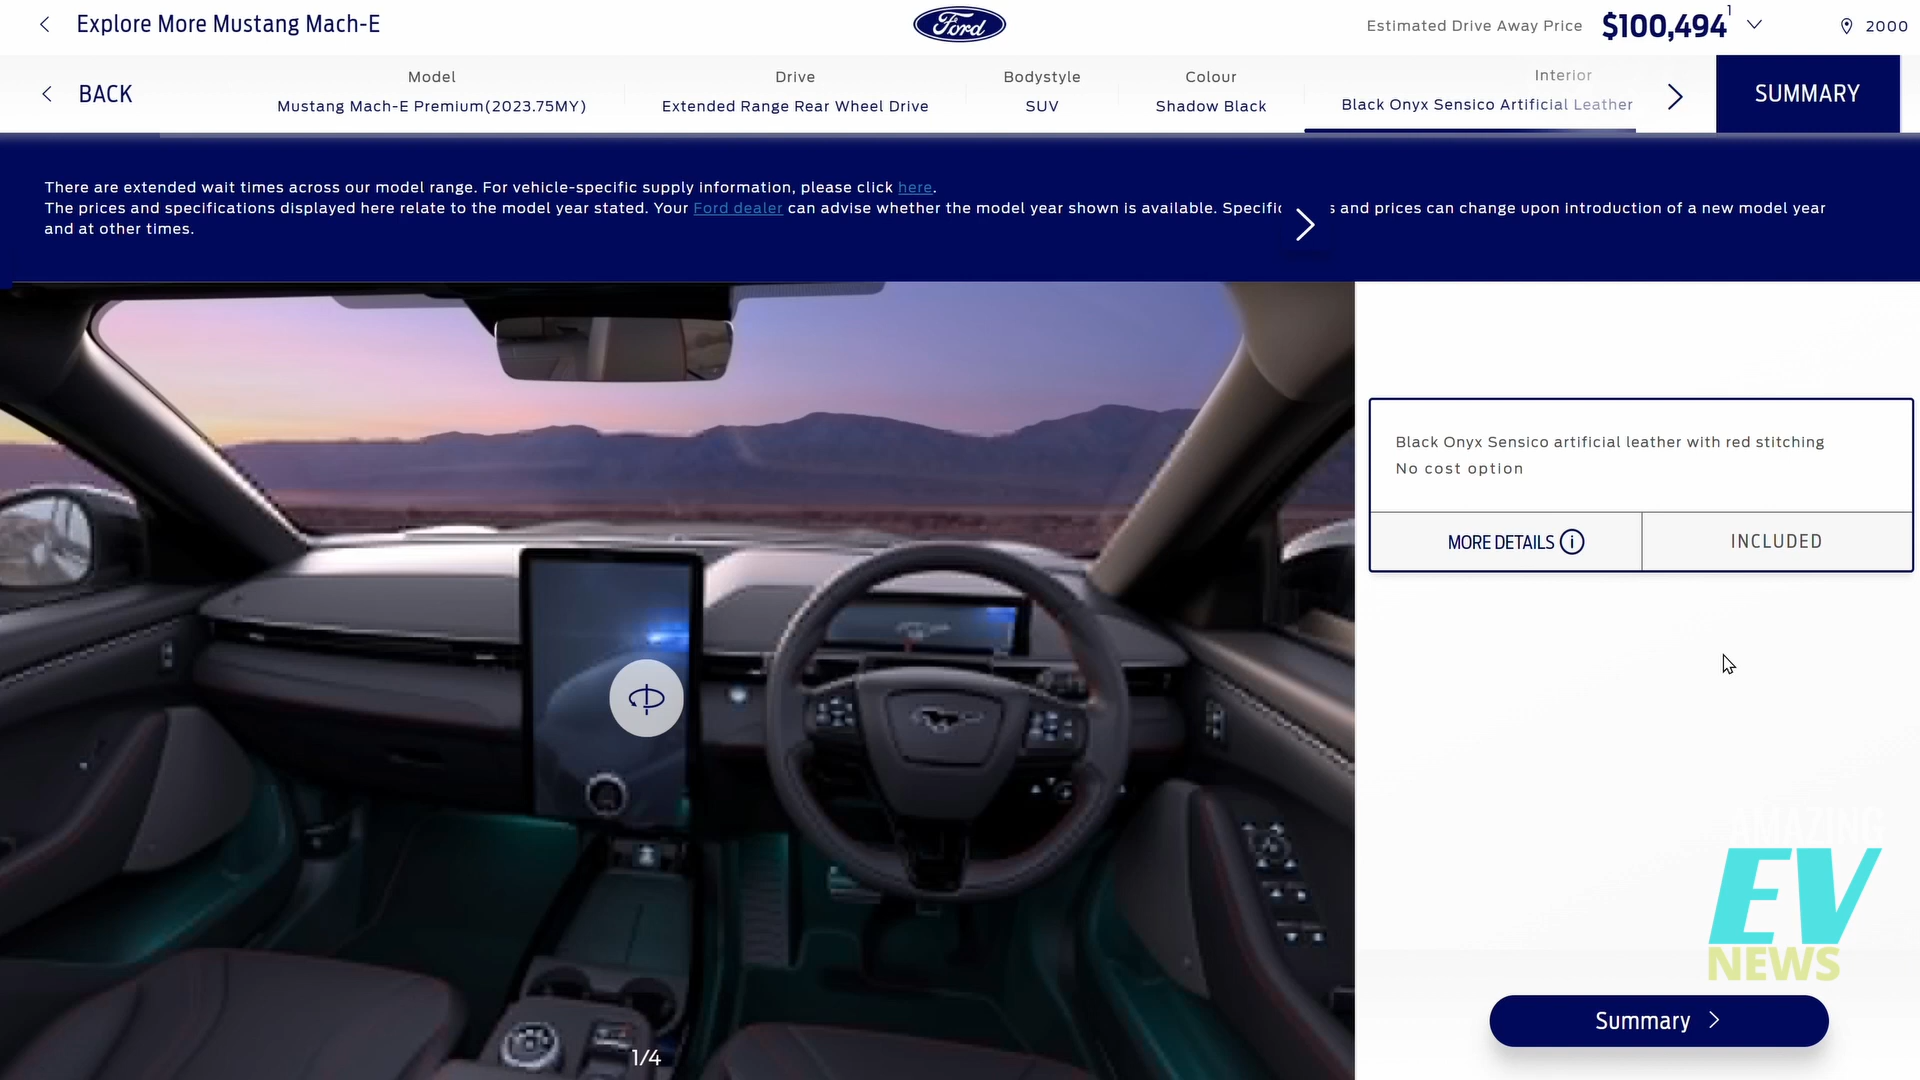 Explore More Mustang Mach-E
Ford
Estimated Drive Away Price $100,494 1
2000
BACK
Model
Mustang Mach-E Premium(2023.75MY)
Drive
Extended Range Rear Wheel Drive
Bodystyle
SUV
Colour
Shadow Black
Interior
Black Onyx Sensico Artificial Leather
SUMMARY
There are extended wait times across our model range. For vehicle-specific supply information, please click here.
The prices and specifications displayed here relate to the model year stated. Your Ford dealer can advise whether the model year shown is available. Specific s and prices can change upon introduction of a new model year
and at other times.
Black Onyx Sensico artificial leather with red stitching
No cost option
MORE DETAILS i
INCLUDED
AMAZING
EV
NEWS
Summary
1/4